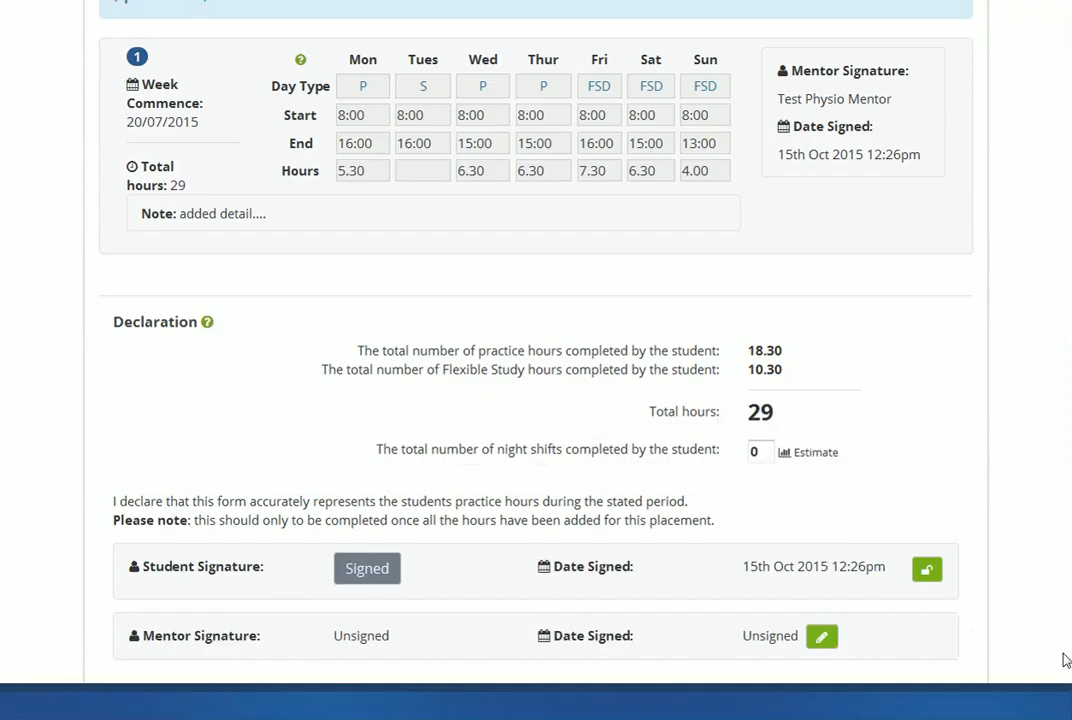 1
Mon Tues Wed Thur Fri Sat Sun
Week Commence: 20/07/2015
Day Type P S P P FSD FSD FSD
Start 8:00 8:00 8:00 8:00 8:00 8:00 8:00
End 16:00 16:00 15:00 15:00 16:00 15:00 13:00
Hours 5.30 6.30 6.30 7.30 6.30 4.00
Total hours: 29
Note: added detail....
Mentor Signature:
Test Physio Mentor
Date Signed:
15th Oct 2015 12:26pm
Declaration
The total number of practice hours completed by the student: 18.30
The total number of Flexible Study hours completed by the student: 10.30
Total hours: 29
The total number of night shifts completed by the student: 0 Estimate
I declare that this form accurately represents the students practice hours during the stated period.
Please note: this should only to be completed once all the hours have been added for this placement.
Student Signature: Signed Date Signed: 15th Oct 2015 12:26pm
Mentor Signature: Unsigned Date Signed: Unsigned